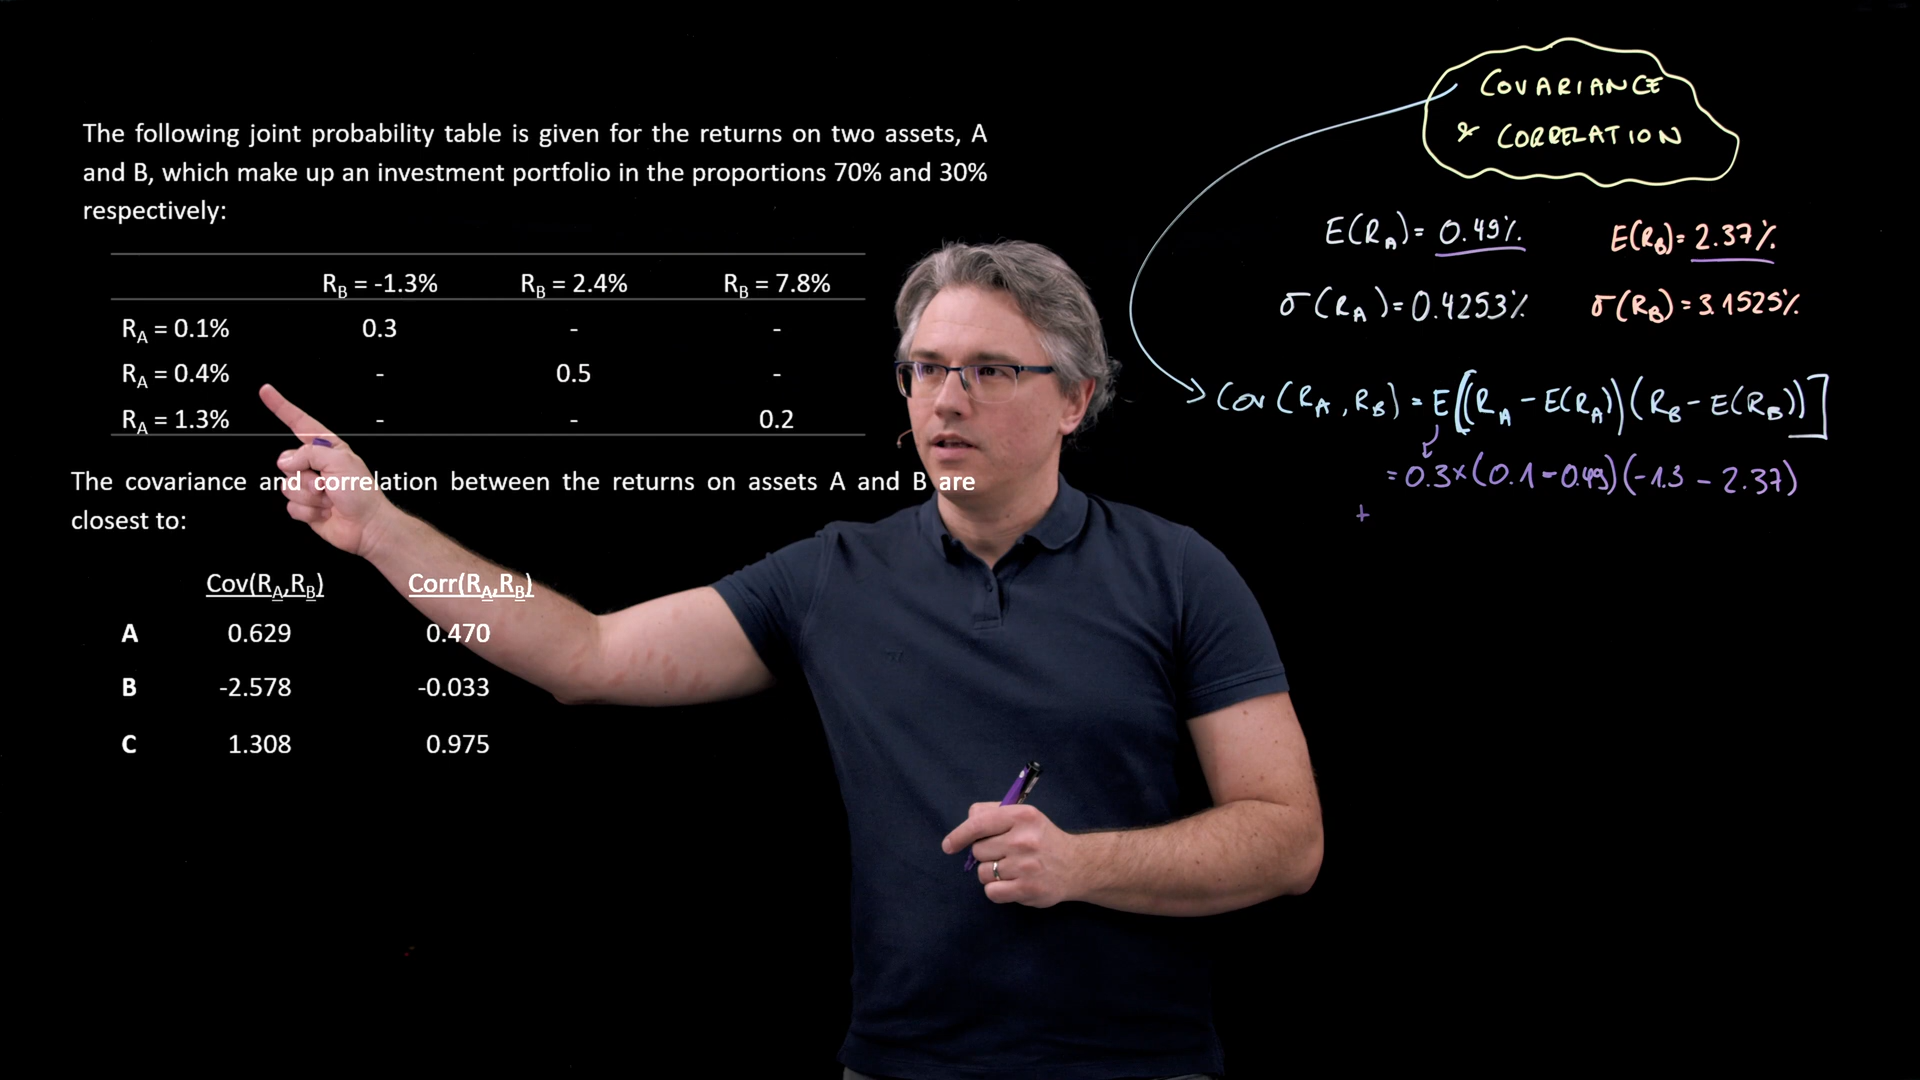 The following joint probability table is given for the returns on two assets, A
and B, which make up an investment portfolio in the proportions 70% and 30%
respectively:
R_B = -1.3% R_B = 2.4% R_B = 7.8%
R_A = 0.1% 0.3 - -
R_A = 0.4% - 0.5 -
R_A = 1.3% - - 0.2
The covariance and correlation between the returns on assets A and B are
closest to:
Cov(R_A,R_B) Corr(R_A,R_B)
A 0.629 0.470
B -2.578 -0.033
C 1.308 0.975
COVARIANCE
& CORRELATION
E(R_A) = 0.49% E(R_B) = 2.37%
σ(R_A) = 0.4253% σ(R_B) = 3.1525%
Cov(R_A, R_B) = E[(R_A - E(R_A))(R_B - E(R_B))]
= 0.3×(0.1-0.49)(-1.3-2.37)
+